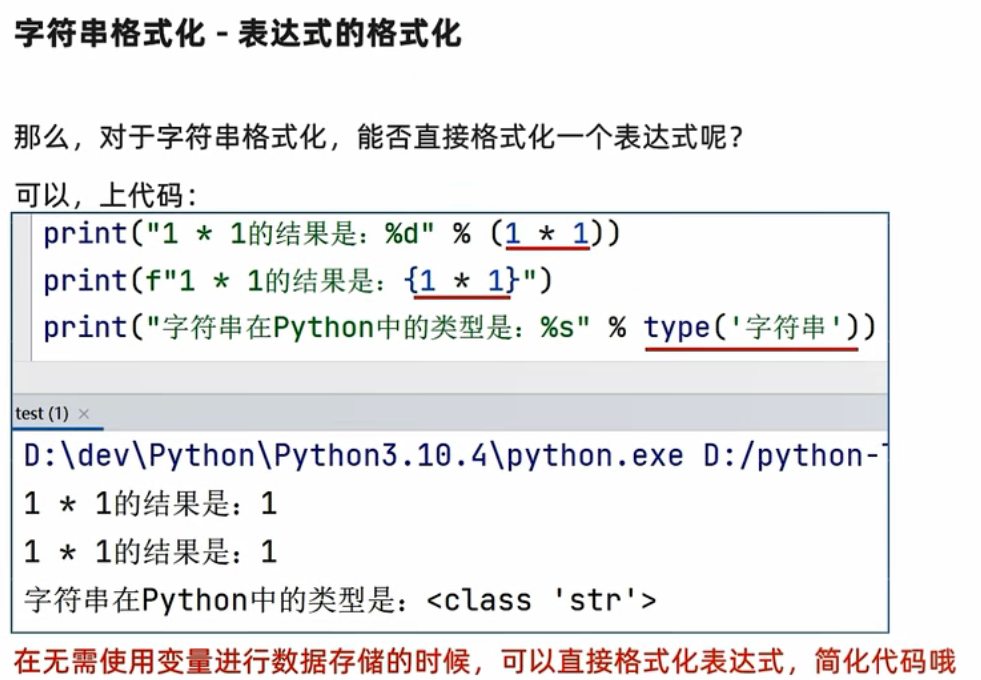 字符串格式化 - 表达式的格式化
那么，对于字符串格式化，能否直接格式化一个表达式呢？
可以，上代码：
print("1 * 1的结果是：%d" % (1 * 1))
print(f"1 * 1的结果是：{1 * 1}")
print("字符串在Python中的类型是：%s" % type('字符串'))
test (1) ×
D:\dev\Python\Python3.10.4\python.exe D:/python-
1 * 1的结果是：1
1 * 1的结果是：1
字符串在Python中的类型是：<class 'str'>
在无需使用变量进行数据存储的时候，可以直接格式化表达式，简化代码哦